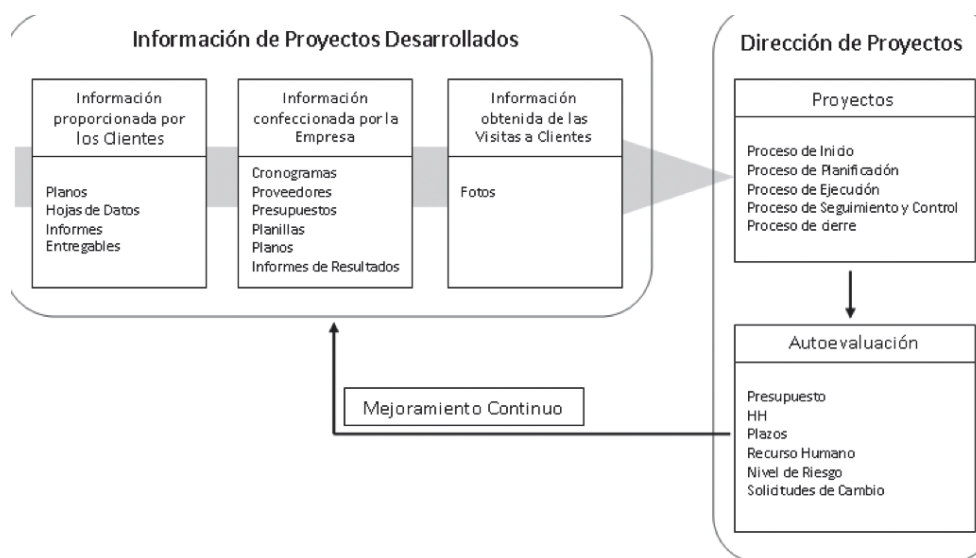 Información de Proyectos Desarrollados
Información
proporcionada por
los Clientes
Planos
Hojas de Datos
Informes
Entregables
Información
confeccionada por la
Empresa
Cronogramas
Proveedores
Presupuestos
Planillas
Planos
Informes de Resultados
Información
obtenida de las
Visitas a Clientes
Fotos
Dirección de Proyectos
Proyectos
Proceso de Inicio
Proceso de Planificación
Proceso de Ejecución
Proceso de Seguimiento y Control
Proceso de cierre
Autoevaluación
Presupuesto
HH
Plazos
Recurso Humano
Nivel de Riesgo
Solicitudes de Cambio
Mejoramiento Continuo